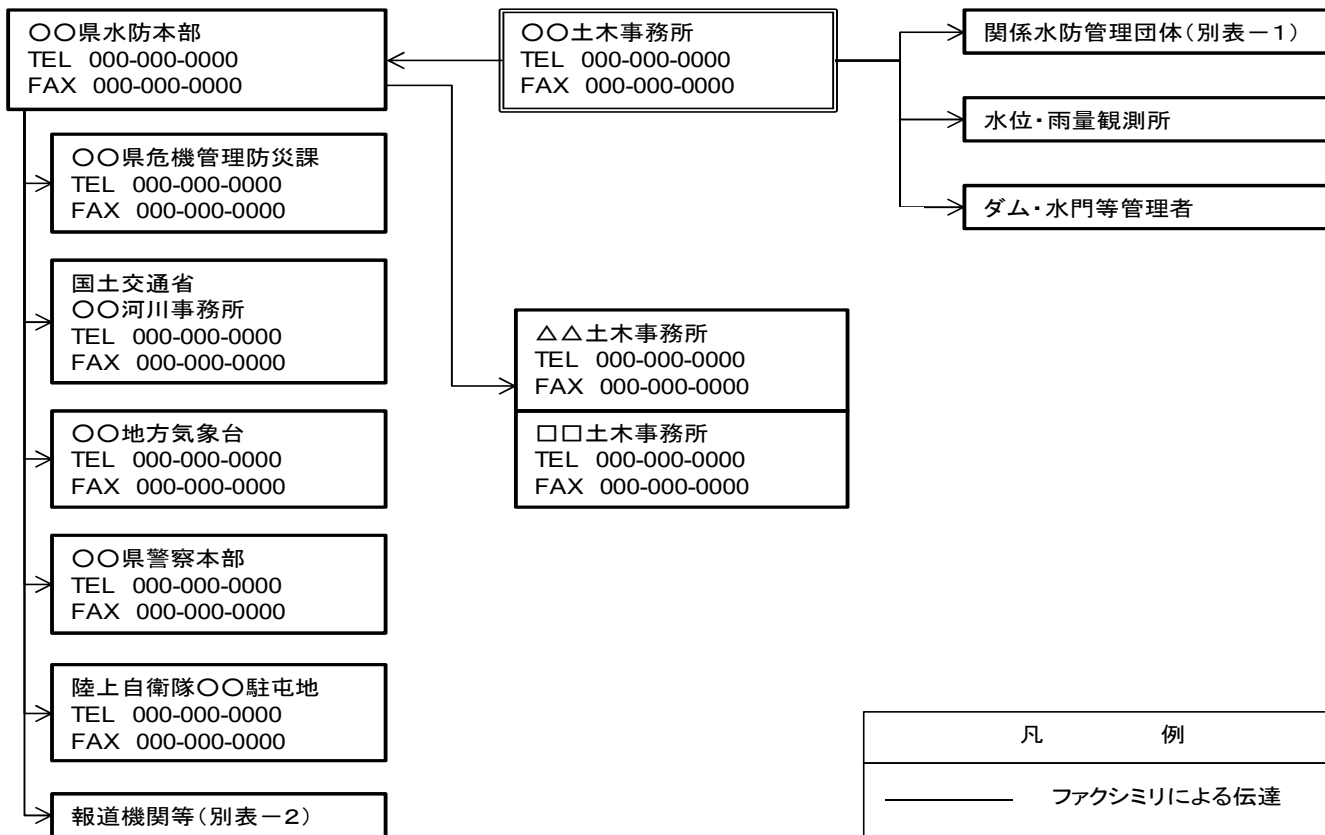 〇〇県水防本部
TEL 000-000-0000
FAX 000-000-0000
〇〇土木事務所
TEL 000-000-0000
FAX 000-000-0000
関係水防管理団体(別表-1)
水位・雨量観測所
ダム・水門等管理者
〇〇県危機管理防災課
TEL 000-000-0000
FAX 000-000-0000
国土交通省
〇〇河川事務所
TEL 000-000-0000
FAX 000-000-0000
〇〇地方気象台
TEL 000-000-0000
FAX 000-000-0000
〇〇県警察本部
TEL 000-000-0000
FAX 000-000-0000
陸上自衛隊〇〇駐屯地
TEL 000-000-0000
FAX 000-000-0000
報道機関等(別表-2)
△△土木事務所
TEL 000-000-0000
FAX 000-000-0000
□□土木事務所
TEL 000-000-0000
FAX 000-000-0000
凡 例
ファクシミリによる伝達